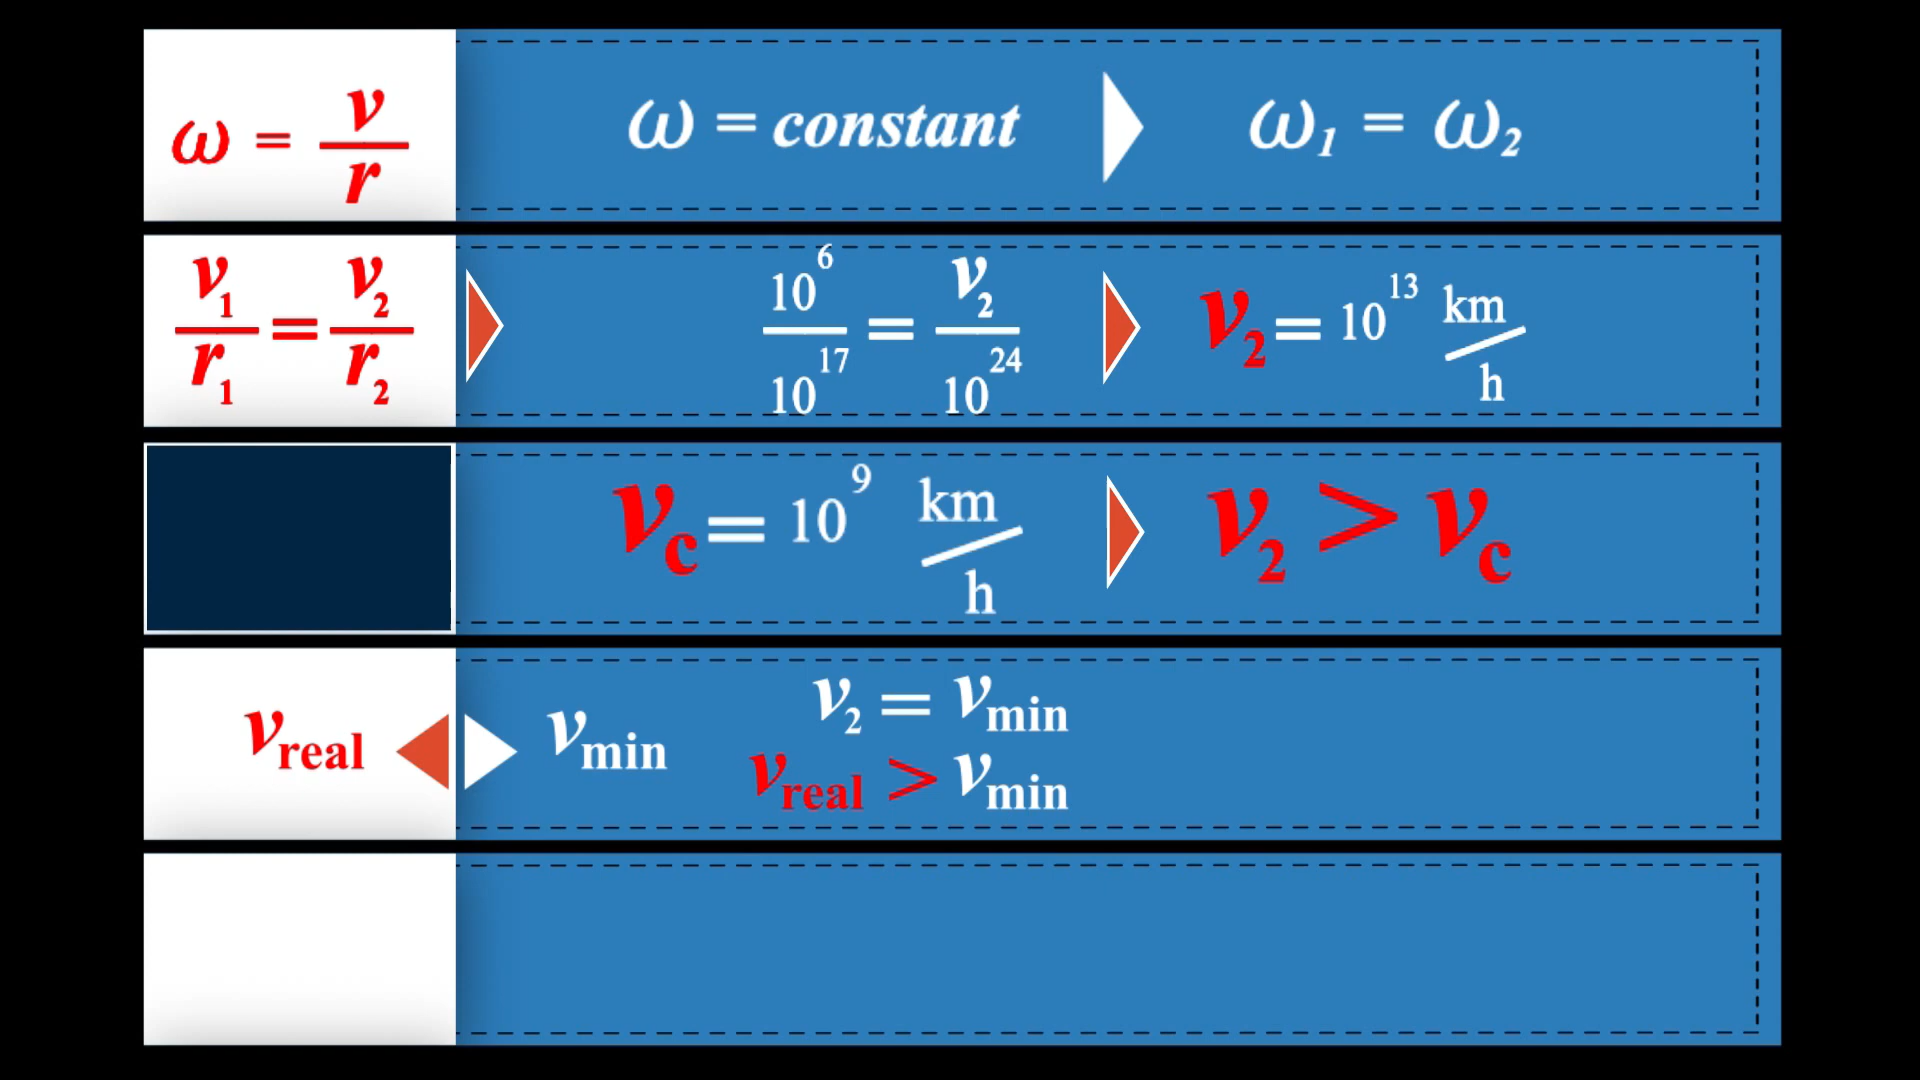 ω = v/r    ω = constant    ω₁ = ω₂
v₁/r₁ = v₂/r₂    10⁶/10¹⁷ = v₂/10²⁴    v₂ = 10¹³ km/h
v_c = 10⁹ km/h    v₂ > v_c
v_real    v_min    v₂ = v_min
v_real > v_min